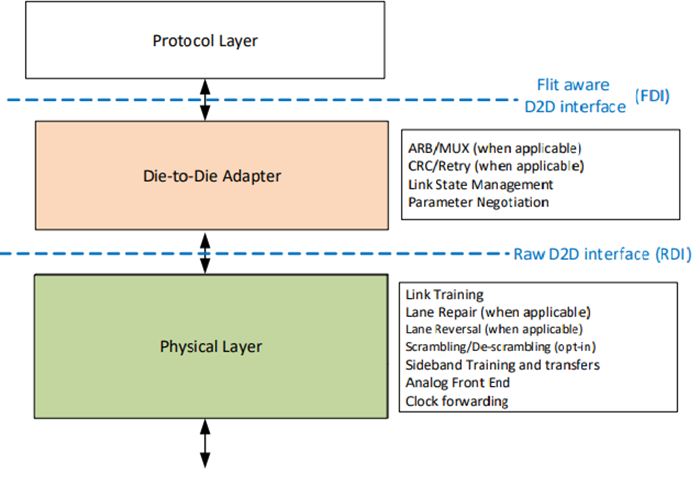 Protocol Layer
Flit aware
D2D interface (FDI)
Die-to-Die Adapter
ARB/MUX (when applicable)
CRC/Retry (when applicable)
Link State Management
Parameter Negotiation
Raw D2D interface (RDI)
Physical Layer
Link Training
Lane Repair (when applicable)
Lane Reversal (when applicable)
Scrambling/De-scrambling (opt-in)
Sideband Training and transfers
Analog Front End
Clock forwarding